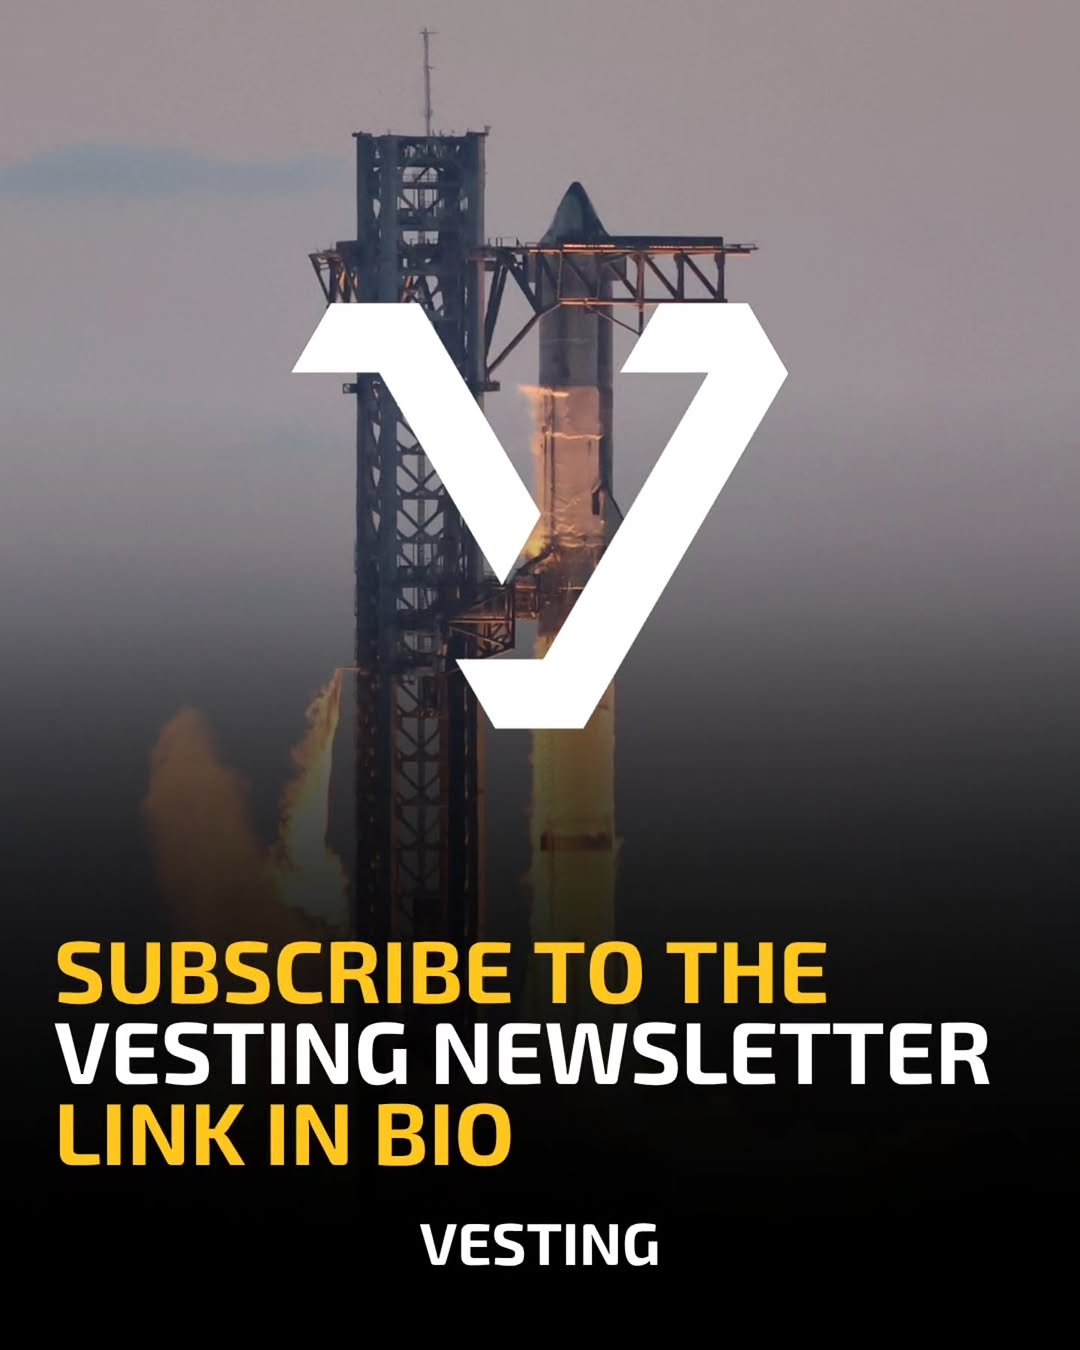 SUBSCRIBE TO THE
VESTING NEWSLETTER
LINK IN BIO
VESTING